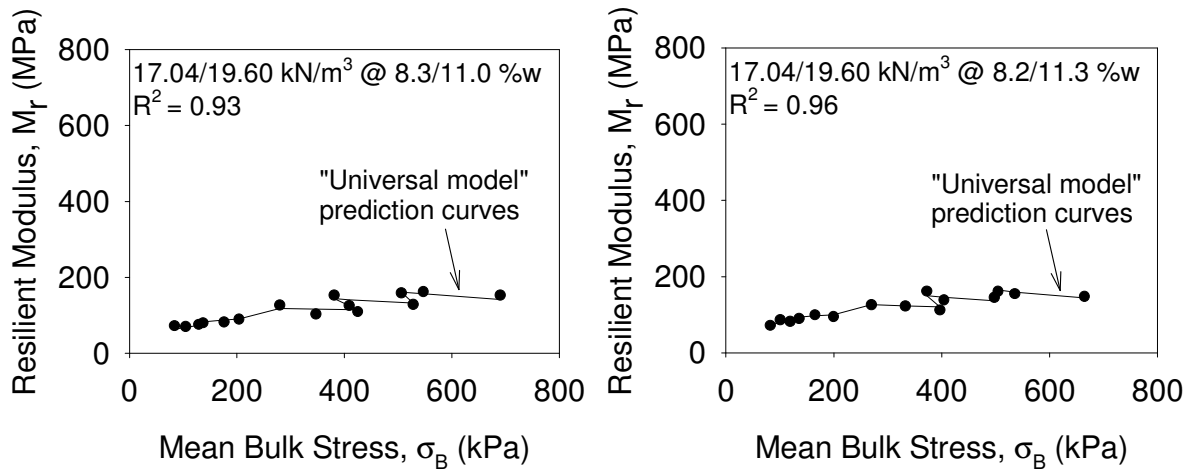 Resilient Modulus, Mr (MPa)
800
600
400
200
0
17.04/19.60 kN/m³ @ 8.3/11.0 %w
R² = 0.93
"Universal model"
prediction curves
0 200 400 600 800
Mean Bulk Stress, σB (kPa)
Resilient Modulus, Mr (MPa)
800
600
400
200
0
17.04/19.60 kN/m³ @ 8.2/11.3 %w
R² = 0.96
"Universal model"
prediction curves
0 200 400 600 800
Mean Bulk Stress, σB (kPa)